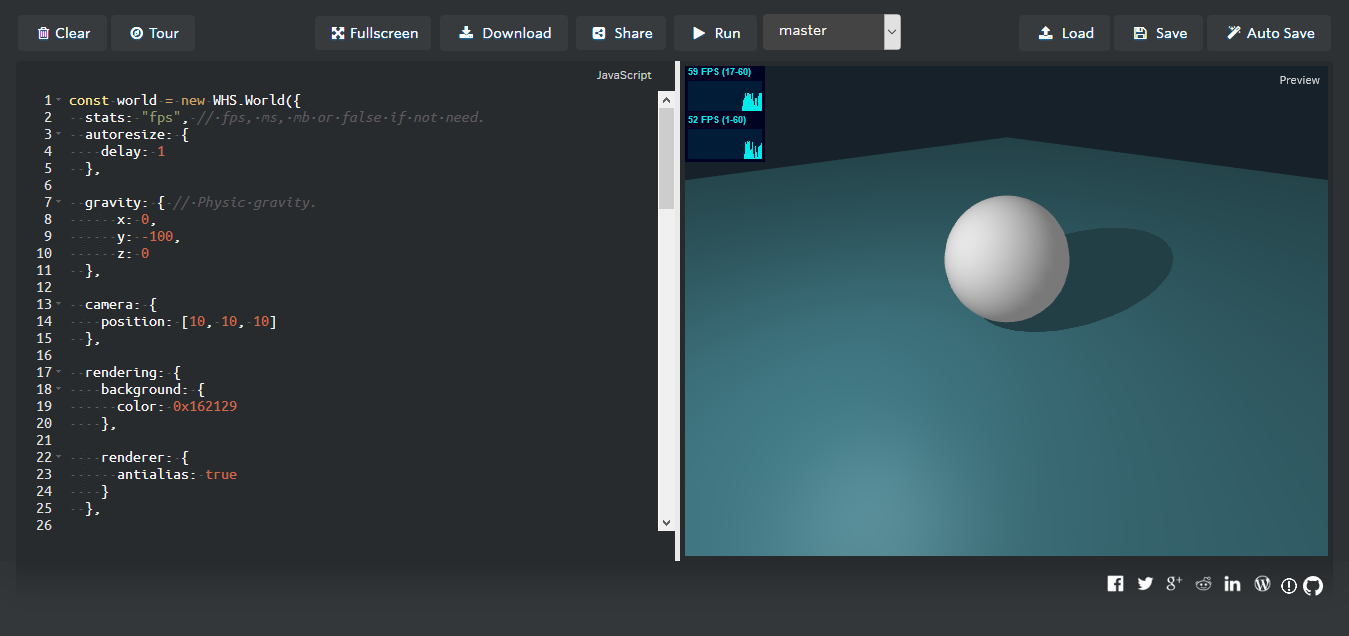 Clear Tour Fullscreen Download Share Run master Load Save Auto Save
JavaScript
1 const world = new WHS.World({
2 stats: "fps", // fps, ms, mb or false if not need.
3 autoresize: {
4 delay: 1
5 },
6
7 gravity: { // Physic gravity.
8 x: 0,
9 y: -100,
10 z: 0
11 },
12
13 camera: {
14 position: [10, 10, 10]
15 },
16
17 rendering: {
18 background: {
19 color: 0x162129
20 },
21
22 renderer: {
23 antialias: true
24 }
25 },
26
59 FPS (17-60)
Preview
52 FPS (1-60)